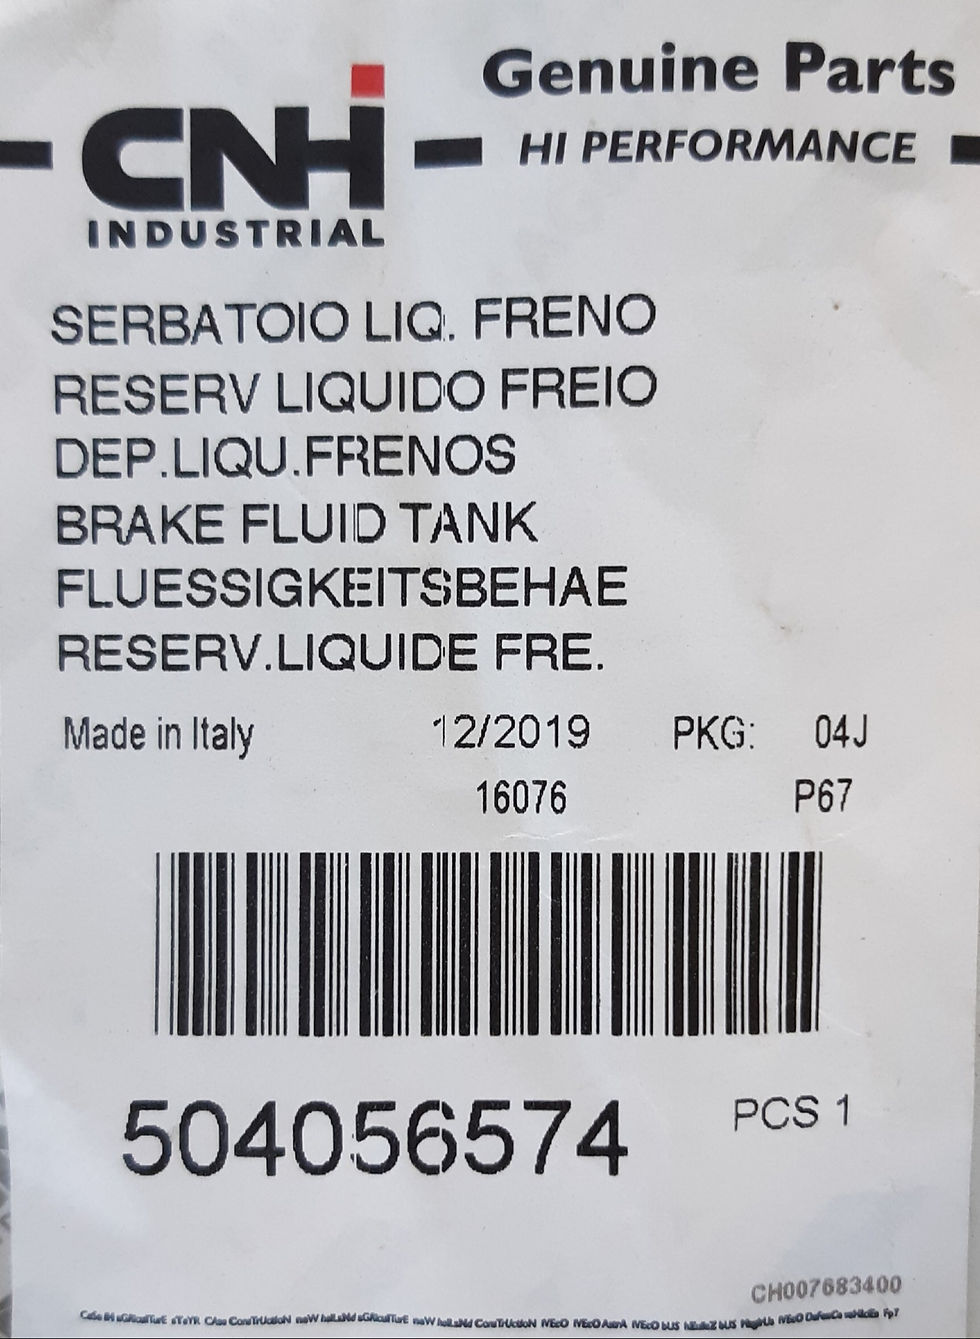 Genuine Parts
CNH
HI PERFORMANCE
INDUSTRIAL
SERBATOIO LIQ. FRENO
RESERV LIQUIDO FREIO
DEP.LIQU.FRENOS
BRAKE FLUID TANK
FLUESSIGKEITSBEHAE
RESERV.LIQUIDE FRE.
Made in Italy 12/2019 PKG: 04J
16076 P67
504056574 PCS 1
CH007683400